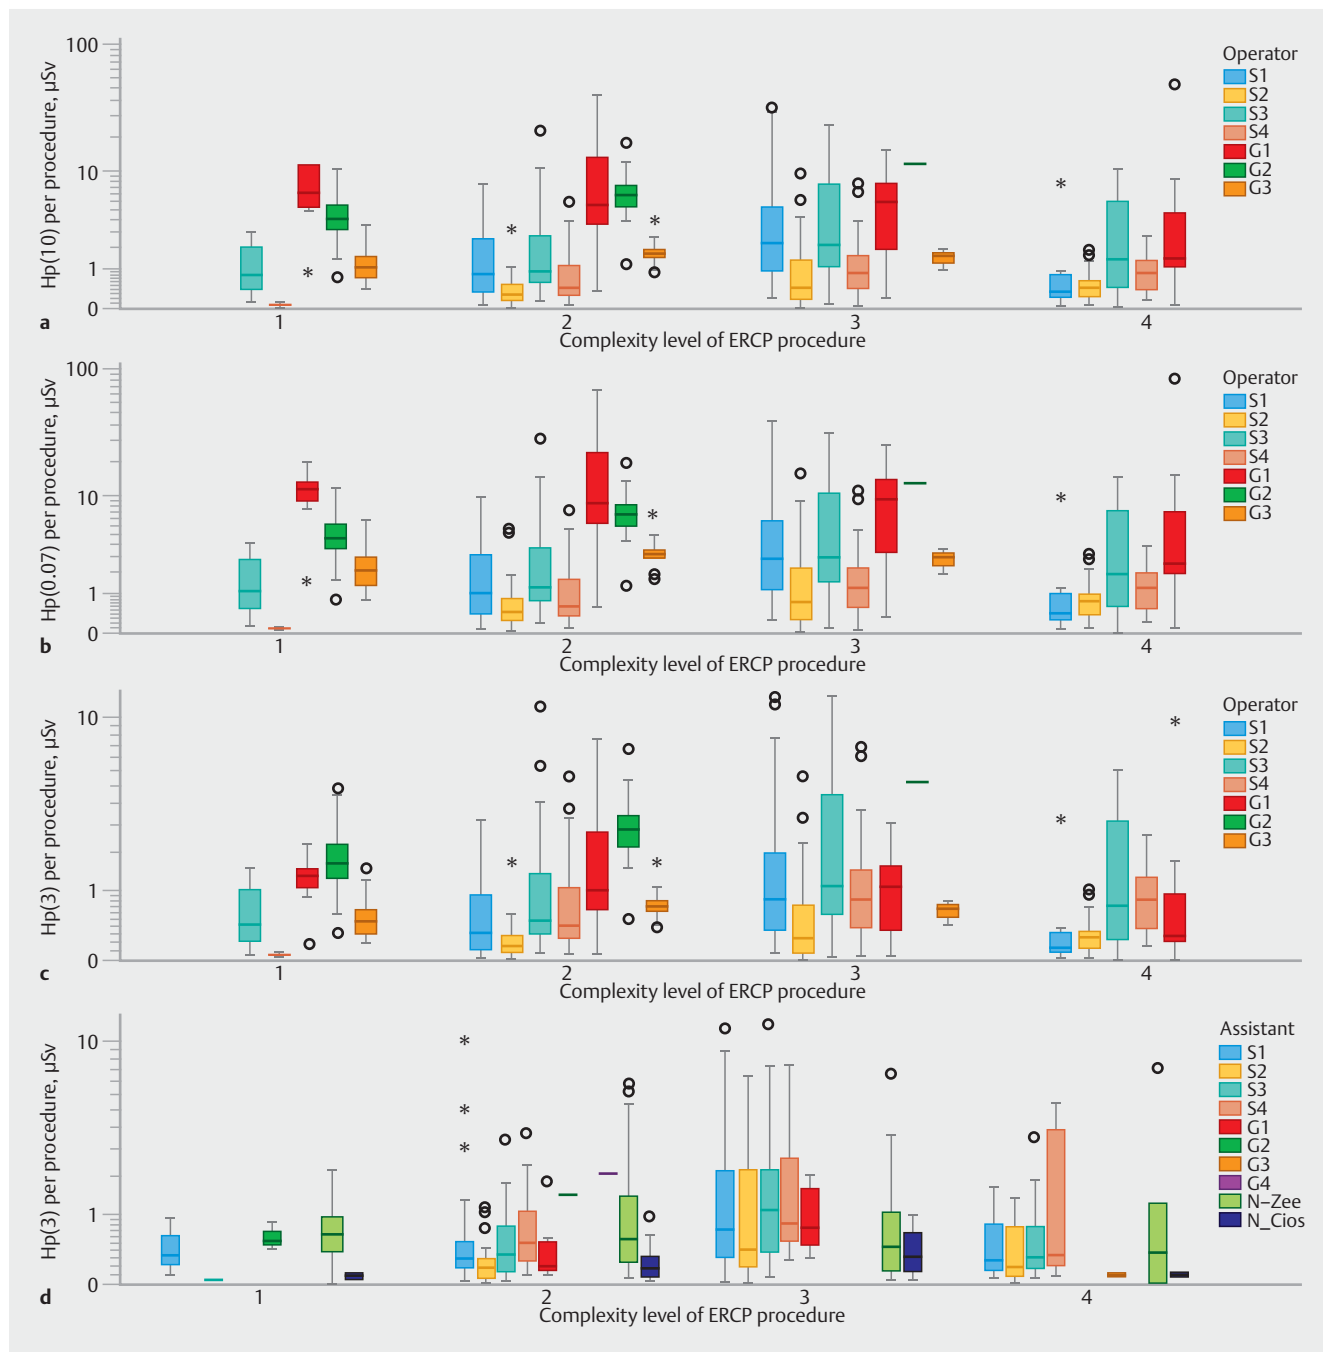 Hp(10) per procedure, µSv
100
10
1
0
a
1
2
3
4
Complexity level of ERCP procedure
Operator
S1
S2
S3
S4
G1
G2
G3
Hp(0.07) per procedure, µSv
100
10
1
0
b
1
2
3
4
Complexity level of ERCP procedure
Operator
S1
S2
S3
S4
G1
G2
G3
Hp(3) per procedure, µSv
10
1
0
c
1
2
3
4
Complexity level of ERCP procedure
Operator
S1
S2
S3
S4
G1
G2
G3
Hp(3) per procedure, µSv
10
1
0
d
1
2
3
4
Complexity level of ERCP procedure
Assistant
S1
S2
S3
S4
G1
G2
G3
G4
N–Zee
N_Cios